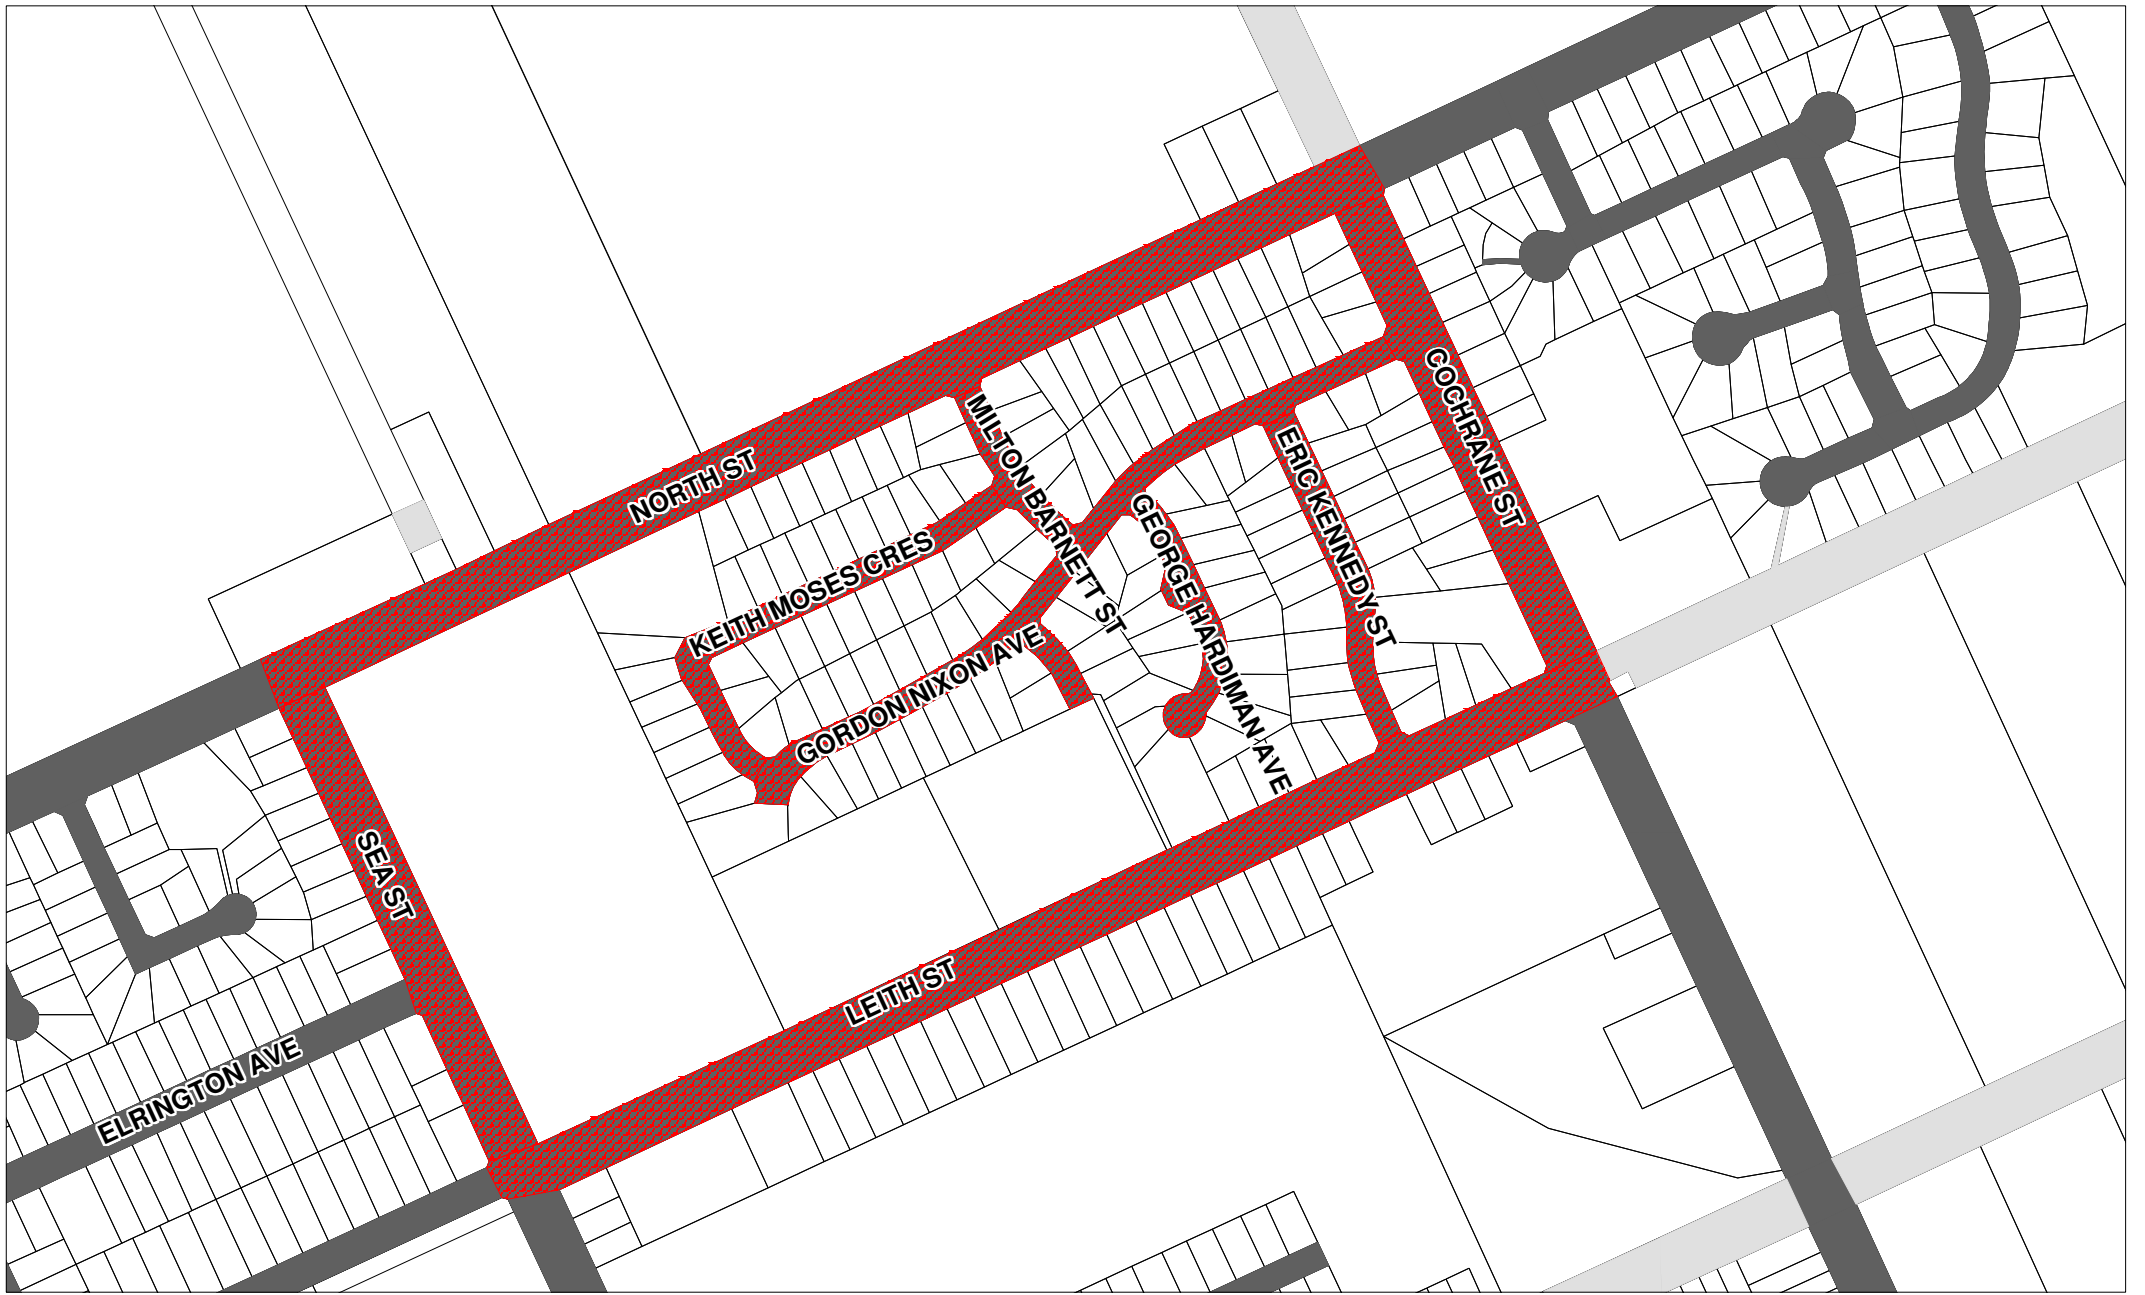 COCHRANE ST
MILTON BARNETT ST
NORTH ST
ERIC KENNEDY ST
GEORGE HARDIMAN AVE
KEITH MOSES CRES
GORDON NIXON AVE
SEA ST
LEITH ST
ELRINGTON AVE